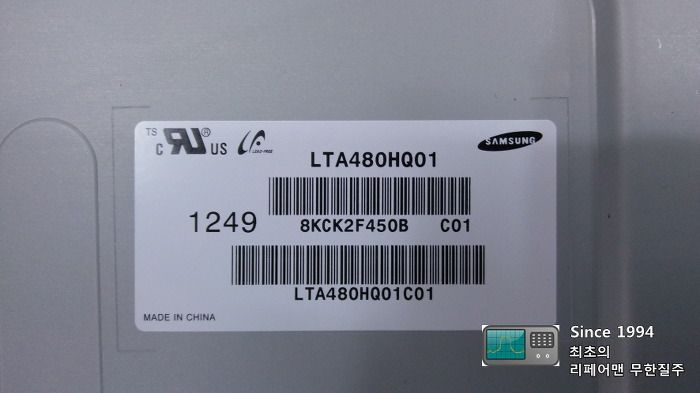 TS
c RU ® US
LEAD-FREE
SAMSUNG
LTA480HQ01
1249
8KCK2F450B C01
LTA480HQ01C01
MADE IN CHINA
Since 1994
최초의
리페어맨 무한질주